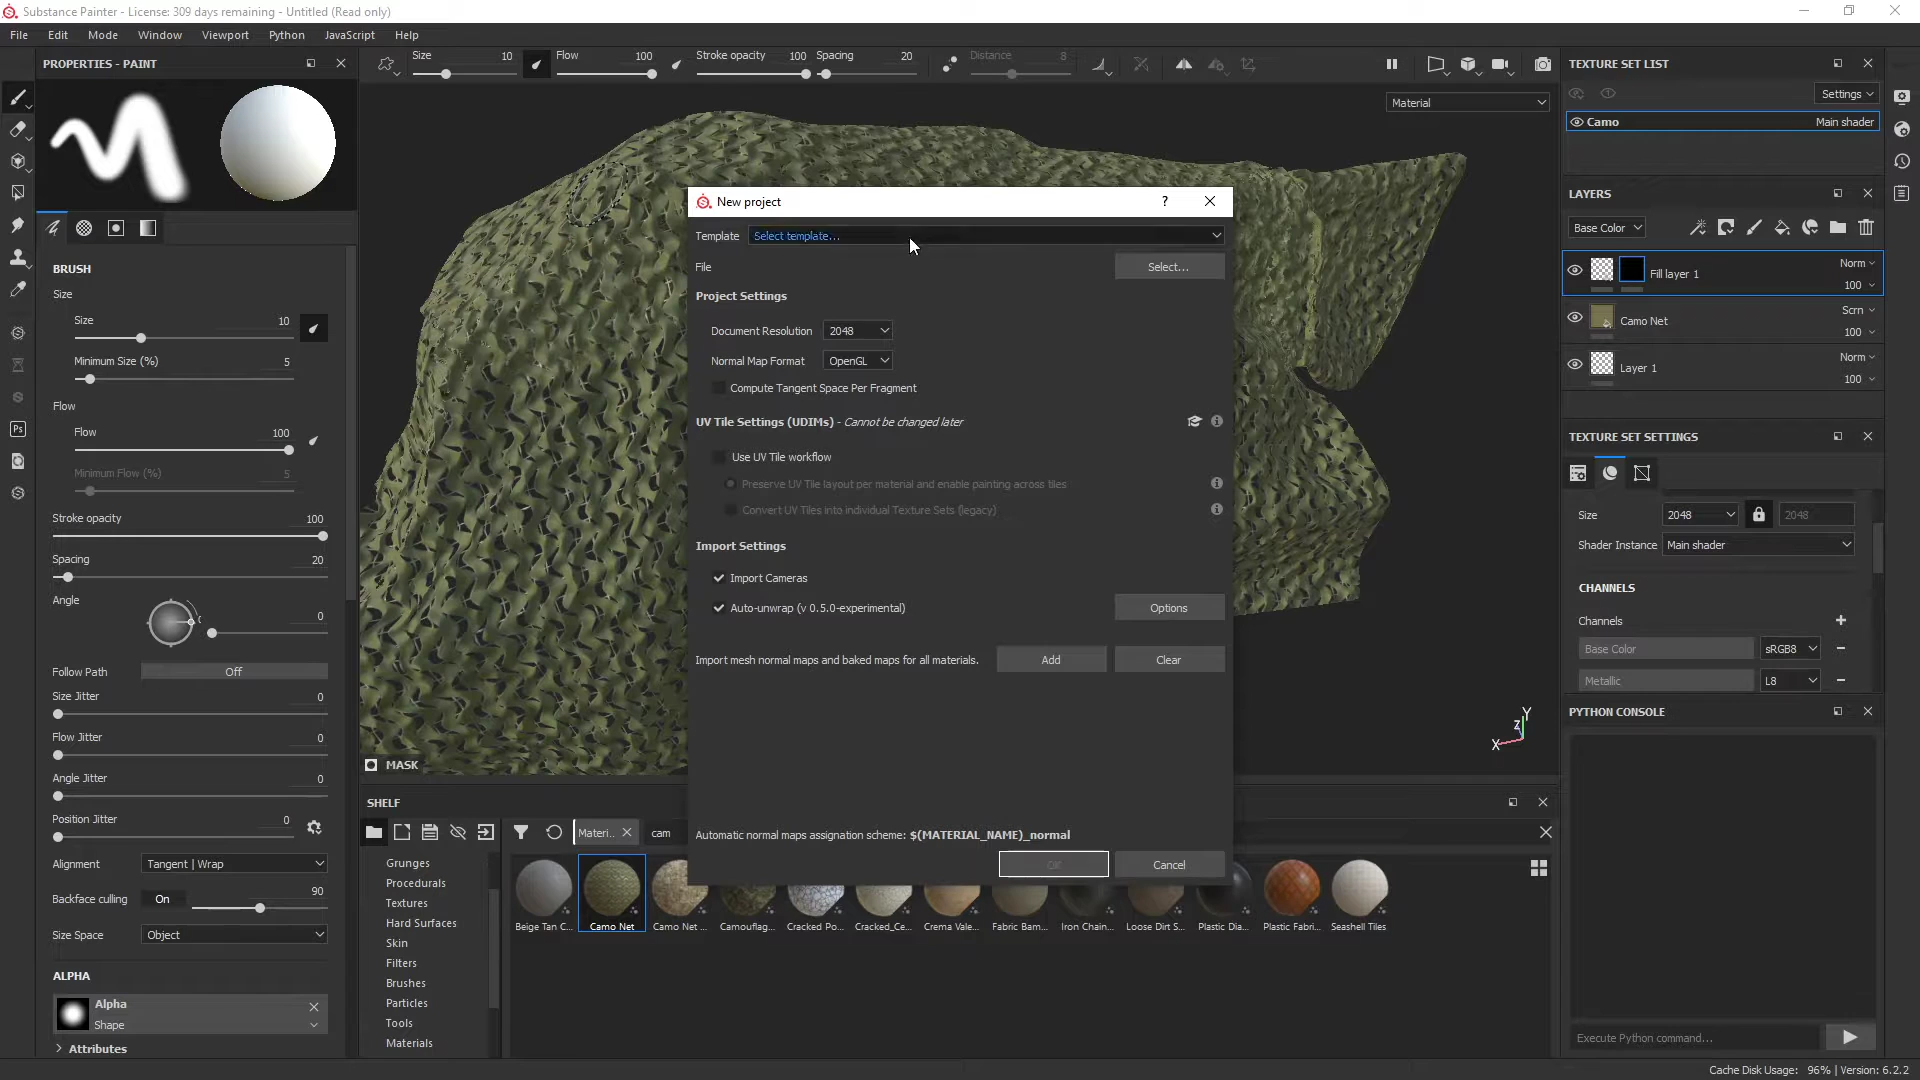 Substance Painter - License: 309 days remaining - Untitled (Read only)
File Edit Mode Window Viewport Python JavaScript Help
PROPERTIES - PAINT
Size 10
Flow 100
Stroke opacity 100
Spacing 20
Distance 8
Material
BRUSH
Size
Size 10
Minimum Size (%) 5
Flow
Flow 100
Minimum Flow (%) 5
Stroke opacity 100
Spacing 20
Angle 0
Follow Path Off
Size Jitter 0
Flow Jitter 0
Angle Jitter 0
Position Jitter 0
Alignment Tangent | Wrap
Backface culling On 90
Size Space Object
ALPHA
Alpha
Shape
Attributes
Ps
MASK
New project
?
Template Select template...
File Select...
Project Settings
Document Resolution 2048
Normal Map Format OpenGL
Compute Tangent Space Per Fragment
UV Tile Settings (UDIMs) - Cannot be changed later
Use UV Tile workflow
Preserve UV Tile layout per material and enable painting across tiles
Convert UV Tiles into individual Texture Sets (legacy)
Import Settings
Import Cameras
Auto-unwrap (v 0.5.0-experimental) Options
Import mesh normal maps and baked maps for all materials. Add Clear
Automatic normal maps assignation scheme: $(MATERIAL_NAME)_normal
OK Cancel
Y
Z
X
SHELF
Materi.. cam
Grunges
Procedurals
Textures
Hard Surfaces
Skin
Filters
Brushes
Particles
Tools
Materials
Beige Tan C... Camo Net Camo Net ... Camouflag... Cracked Po... Cracked_Ce... Crema Vale... Fabric Bam... Iron Chain... Loose Dirt S... Plastic Dia... Plastic Fabri... Seashell Tiles
TEXTURE SET LIST
Settings
Camo Main shader
LAYERS
Base Color
Fill layer 1 Norm 100
Camo Net Scrn 100
Layer 1 Norm 100
TEXTURE SET SETTINGS
Size 2048 2048
Shader Instance Main shader
CHANNELS
Channels
Base Color sRGB8
Metallic L8
PYTHON CONSOLE
Execute Python command...
Cache Disk Usage: 96% | Version: 6.2.2